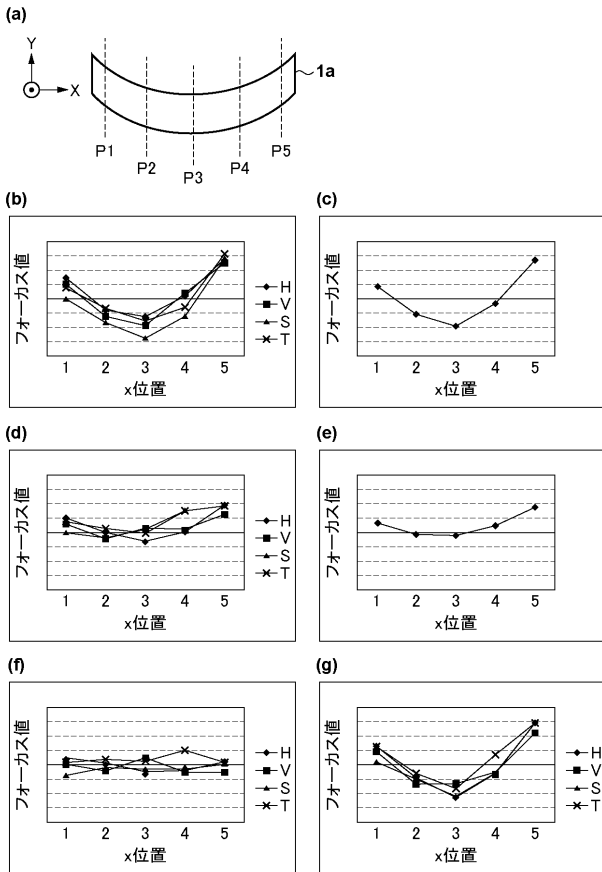 (a)
Y
X
1a
P1
P2
P3
P4
P5
(b)
フォーカス値
1 2 3 4 5
x位置
H
V
S
T
(c)
フォーカス値
1 2 3 4 5
x位置
(d)
フォーカス値
1 2 3 4 5
x位置
H
V
S
T
(e)
フォーカス値
1 2 3 4 5
x位置
(f)
フォーカス値
1 2 3 4 5
x位置
H
V
S
T
(g)
フォーカス値
1 2 3 4 5
x位置
H
V
S
T